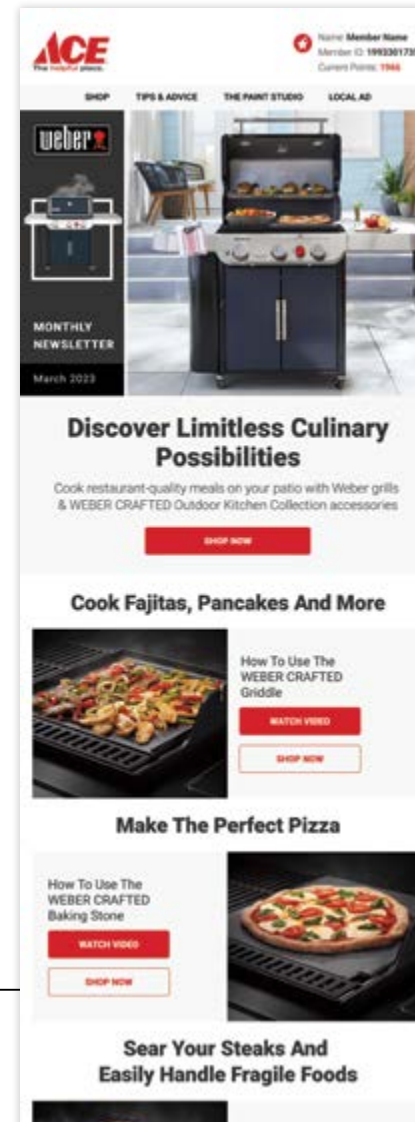 ACE
The helpful place.
Name: Member Name
Member ID: 199330173
Current Points: 1966
SHOP TIPS & ADVICE THE PAINT STUDIO LOCAL AD
weber
MONTHLY
NEWSLETTER
March 2023
Discover Limitless Culinary
Possibilities
Cook restaurant-quality meals on your patio with Weber grills
& WEBER CRAFTED Outdoor Kitchen Collection accessories
SHOP NOW
Cook Fajitas, Pancakes And More
How To Use The
WEBER CRAFTED
Griddle
WATCH VIDEO
SHOP NOW
Make The Perfect Pizza
How To Use The
WEBER CRAFTED
Baking Stone
WATCH VIDEO
SHOP NOW
Sear Your Steaks And
Easily Handle Fragile Foods